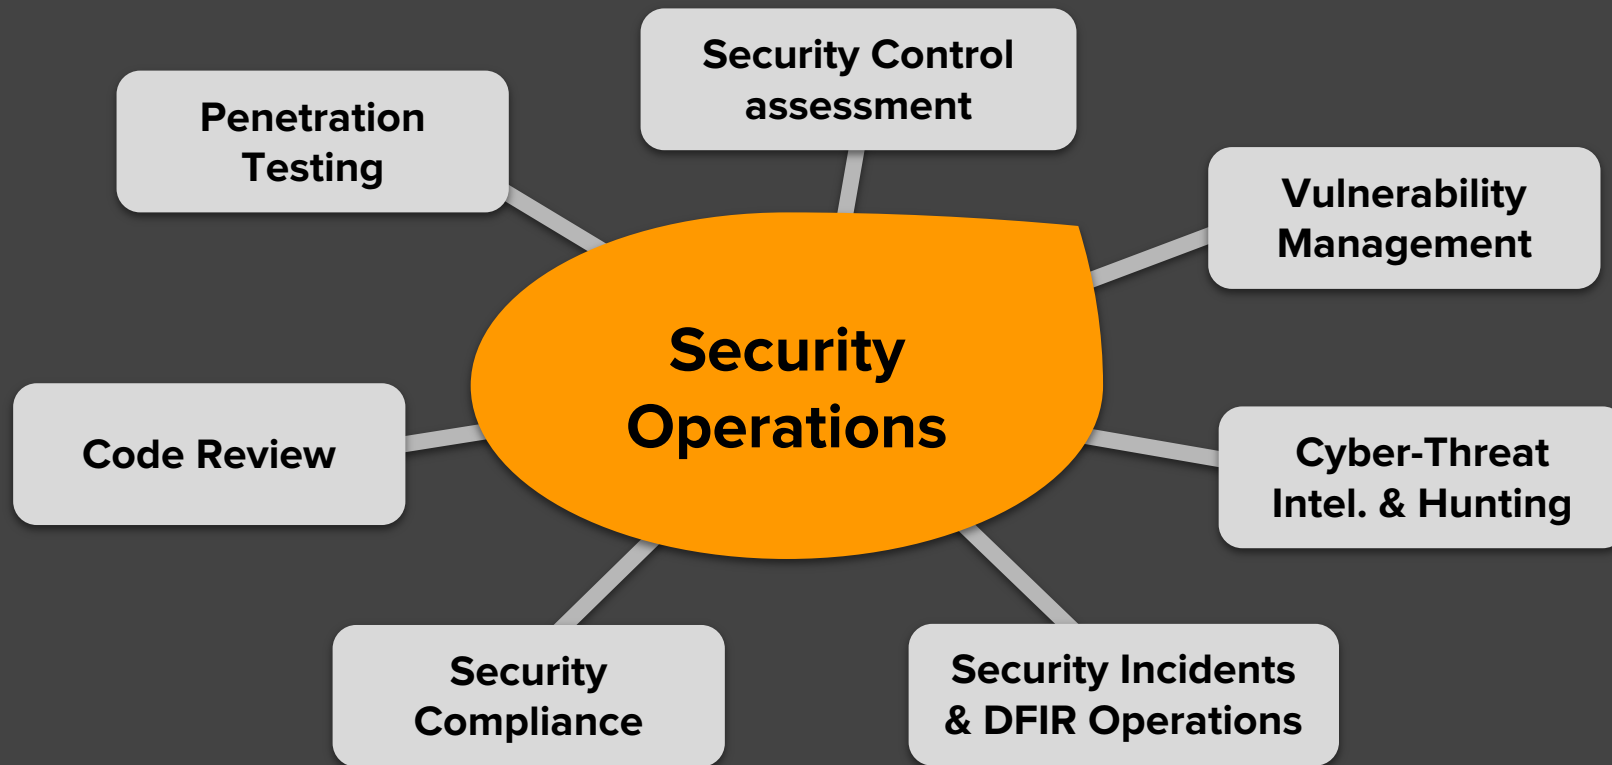 Security Control
assessment
Penetration
Testing
Vulnerability
Management
Security
Operations
Code Review
Cyber-Threat
Intel. & Hunting
Security
Compliance
Security Incidents
& DFIR Operations